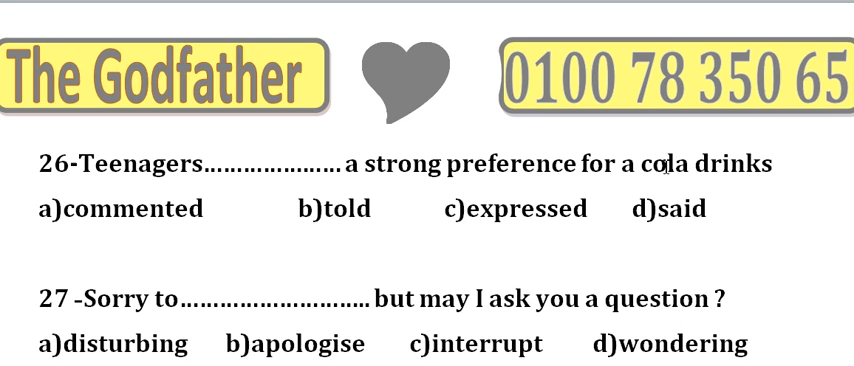 The Godfather 0100 78 350 65
26-Teenagers..................... a strong preference for a cola drinks
a)commented b)told c)expressed d)said
27 -Sorry to............................. but may I ask you a question ?
a)disturbing b)apologise c)interrupt d)wondering